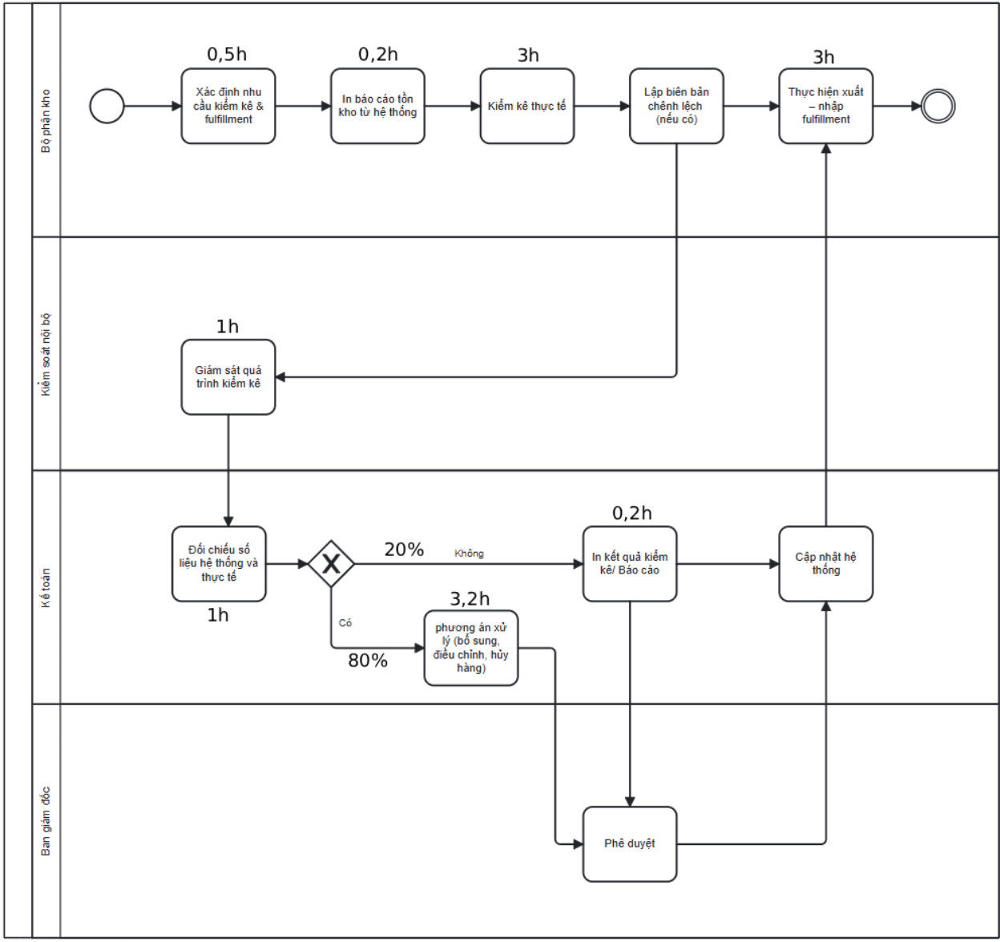 Bộ phận kho
0,5h
Xác định nhu
cầu kiểm kê &
fulfillment
0,2h
In báo cáo tồn
kho từ hệ thống
3h
Kiểm kê thực tế
Lập biên bản
chênh lệch
(nếu có)
3h
Thực hiện xuất
– nhập
fulfillment
Kiểm soát nội bộ
1h
Giám sát quá
trình kiểm kê
Kế toán
Đối chiếu số
liệu hệ thống và
thực tế
1h
X
20%
Không
Có
80%
3,2h
phương án xử
lý (bổ sung,
điều chỉnh, hủy
hàng)
0,2h
In kết quả kiểm
kê/ Báo cáo
Cập nhật hệ
thống
Ban giám đốc
Phê duyệt